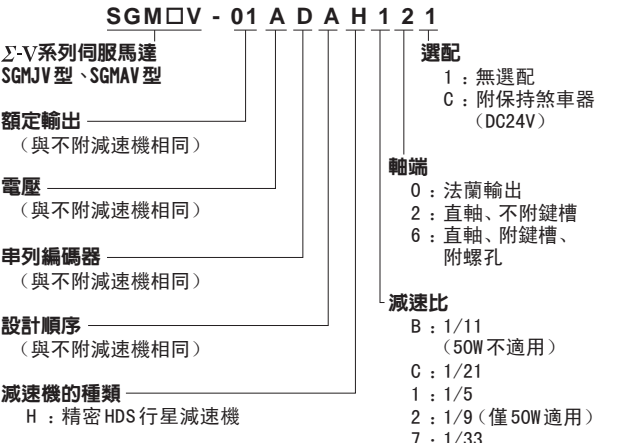 SGM□V - 01 A D A H 1 2 1
Σ-V系列伺服馬達
SGMJV型、SGMAV型
額定輸出
（與不附減速機相同）
電壓
（與不附減速機相同）
串列編碼器
（與不附減速機相同）
設計順序
（與不附減速機相同）
減速機的種類
H ：精密HDS行星減速機
選配
1：無選配
C：附保持煞車器
（DC24V）
軸端
0：法蘭輸出
2：直軸、不附鍵槽
6：直軸、附鍵槽、
附螺孔
減速比
B：1/11
（50W不適用）
C：1/21
1：1/5
2：1/9（僅50W適用）
7：1/33